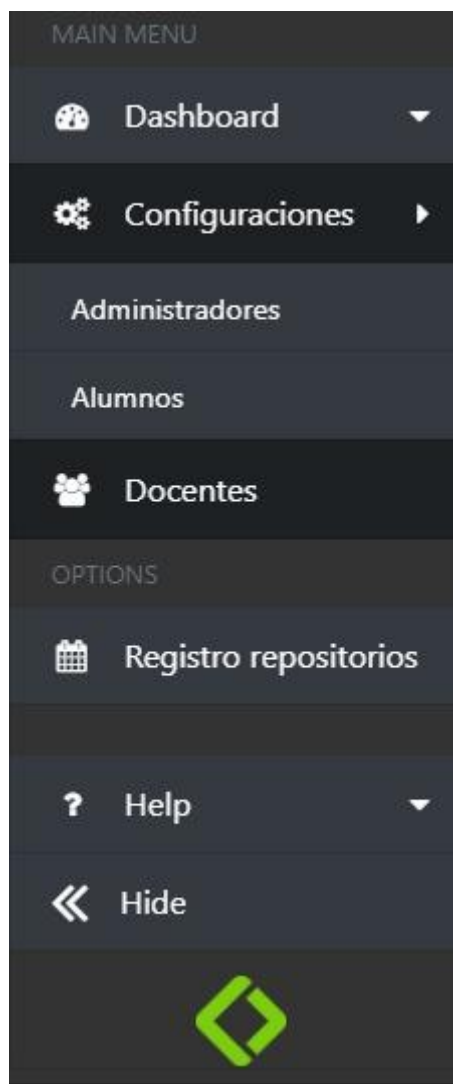 MAIN MENU
Dashboard
Configuraciones
Administradores
Alumnos
Docentes
OPTIONS
Registro repositorios
? Help
Hide